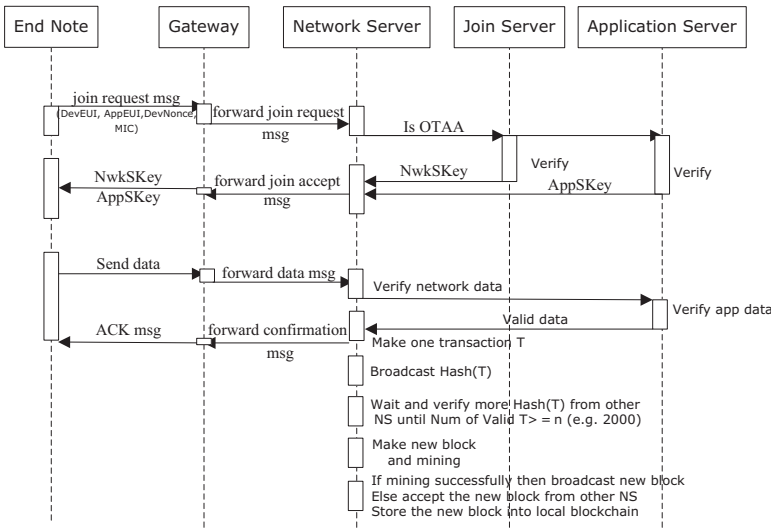 End Note
Gateway
Network Server
Join Server
Application Server
join request msg
(DevEUI, AppEUI,DevNonce,
MIC)
forward join request
msg
Is OTAA
Verify
Verify
NwkSKey
AppSKey
forward join accept
msg
NwkSKey
AppSKey
Send data
forward data msg
Verify network data
Verify app data
Valid data
ACK msg
forward confirmation
msg
Make one transaction T
Broadcast Hash(T)
Wait and verify more Hash(T) from other
NS until Num of Valid T> = n (e.g. 2000)
Make new block
and mining
If mining successfully then broadcast new block
Else accept the new block from other NS
Store the new block into local blockchain